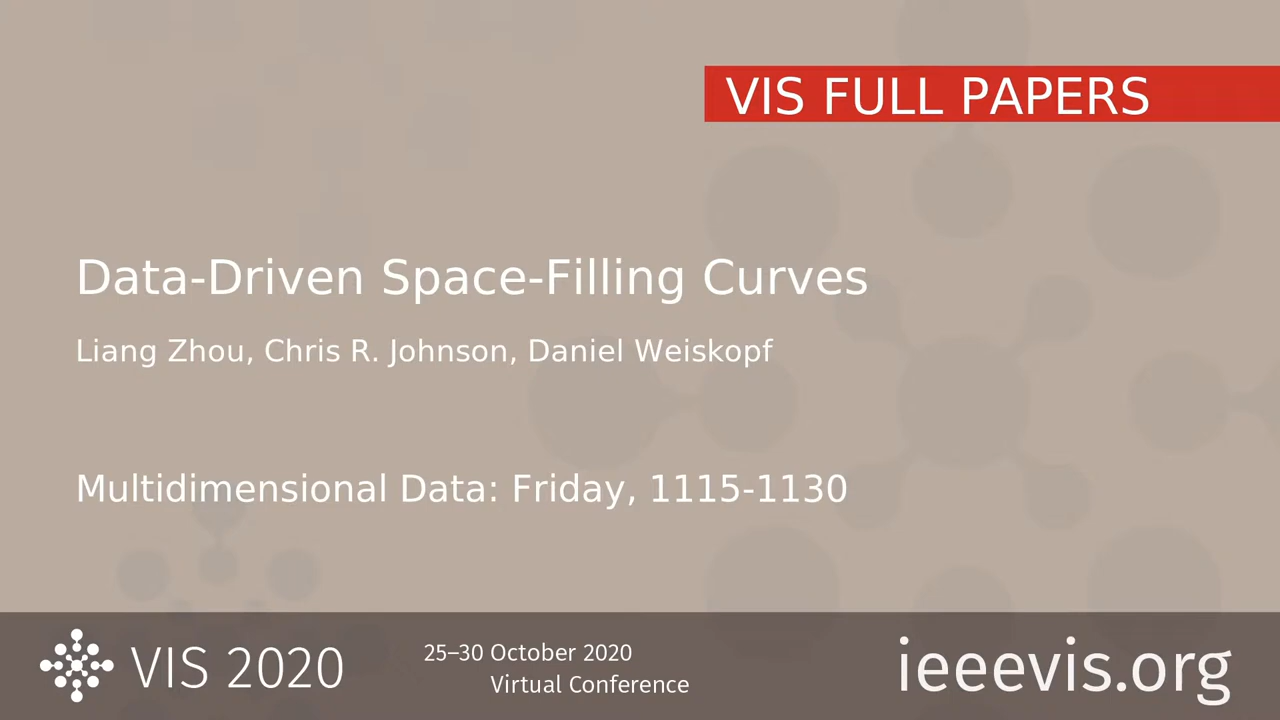 VIS FULL PAPERS
Data-Driven Space-Filling Curves
Liang Zhou, Chris R. Johnson, Daniel Weiskopf
Multidimensional Data: Friday, 1115-1130
VIS 2020
25–30 October 2020
Virtual Conference
ieeevis.org